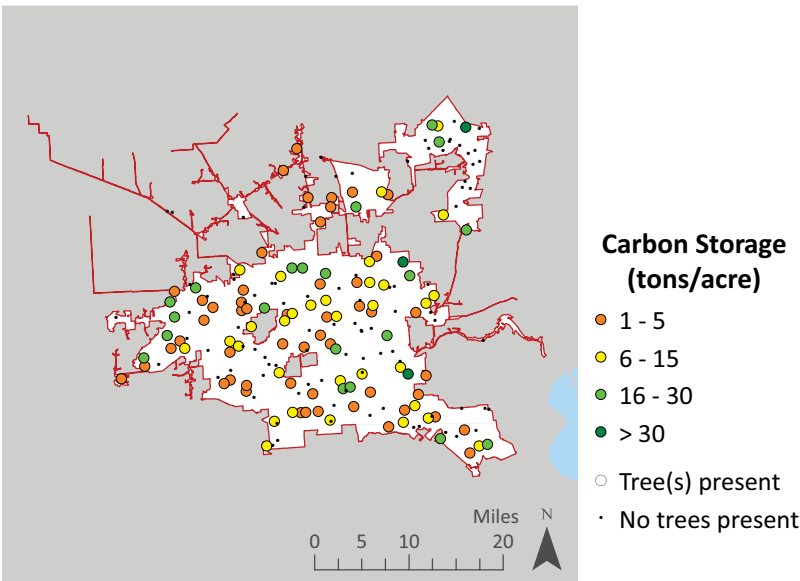 Carbon Storage
(tons/acre)
1 - 5
6 - 15
16 - 30
> 30
Tree(s) present
No trees present
Miles
N
0 5 10 20